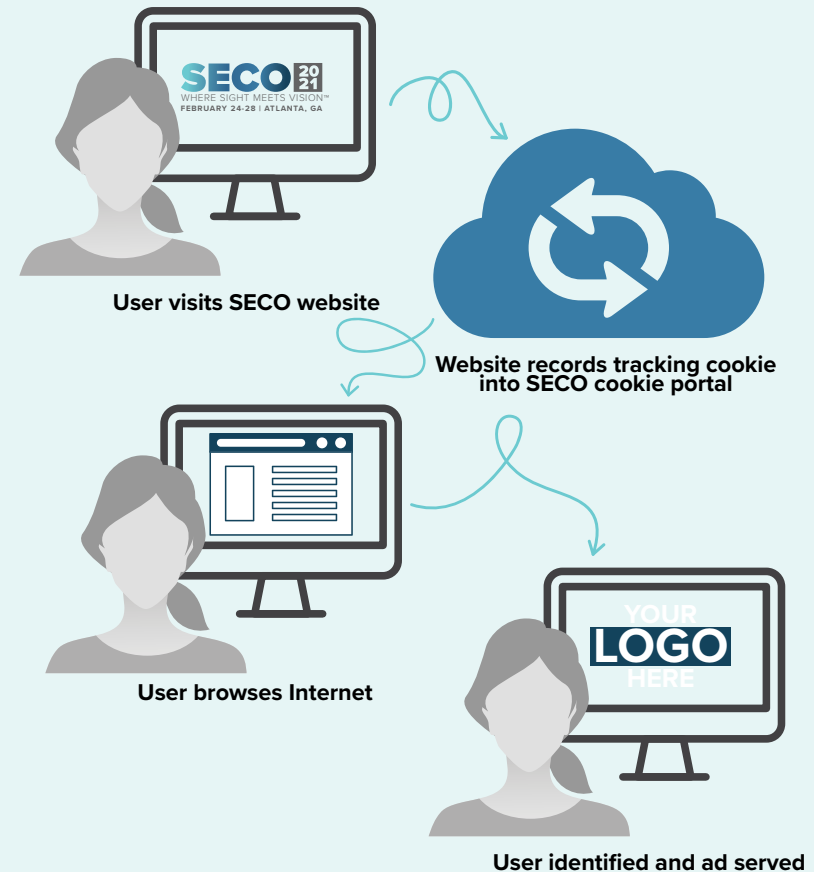 SECO 20 21
WHERE SIGHT MEETS VISION™
FEBRUARY 24-28 | ATLANTA, GA
User visits SECO website
Website records tracking cookie
into SECO cookie portal
User browses Internet
YOUR
LOGO
HERE
User identified and ad served